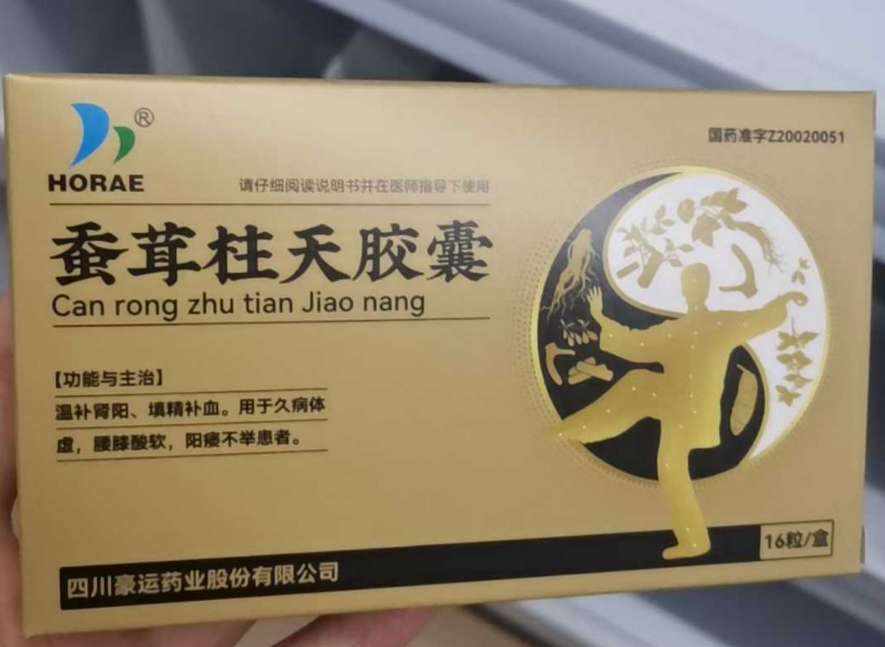 国药准字Z20020051
®
HORAE
请仔细阅读说明书并在医师指导下使用
蚕茸柱天胶囊
Can rong zhu tian Jiao nang
【功能与主治】
温补肾阳、填精补血。用于久病体
虚，腰膝酸软，阳痿不举患者。
16粒/盒
四川豪运药业股份有限公司